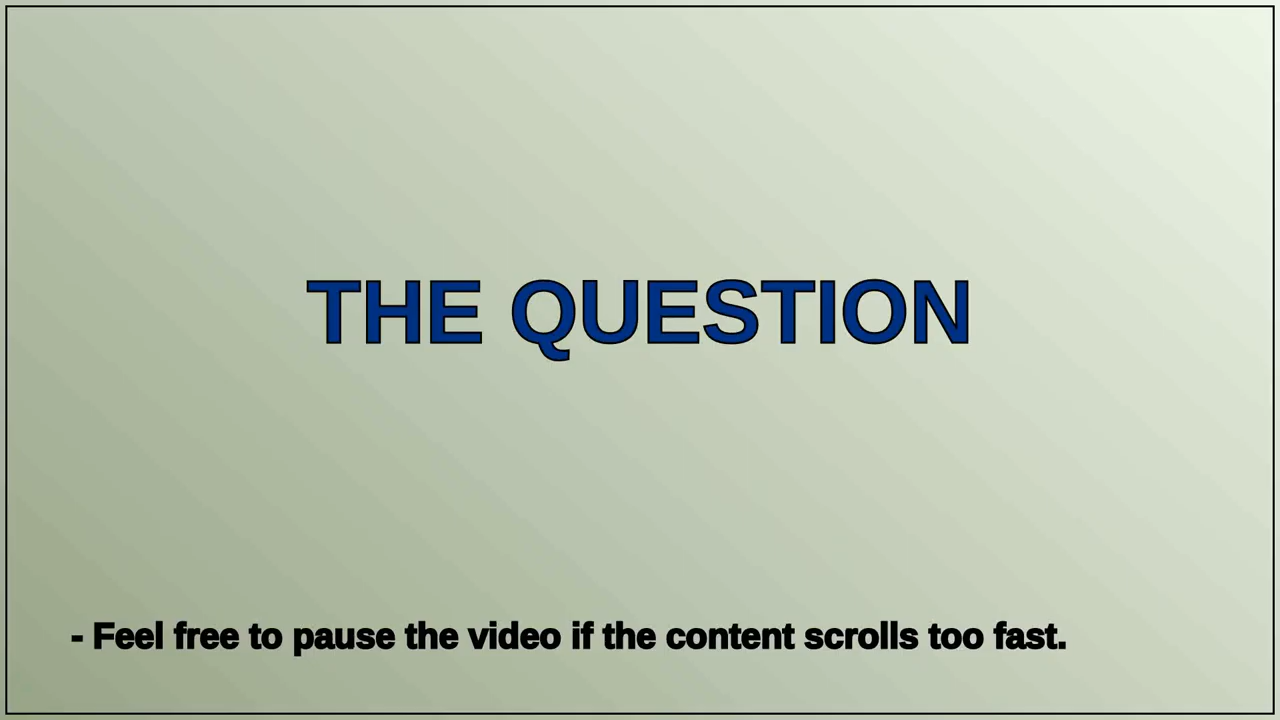 THE QUESTION
- Feel free to pause the video if the content scrolls too fast.